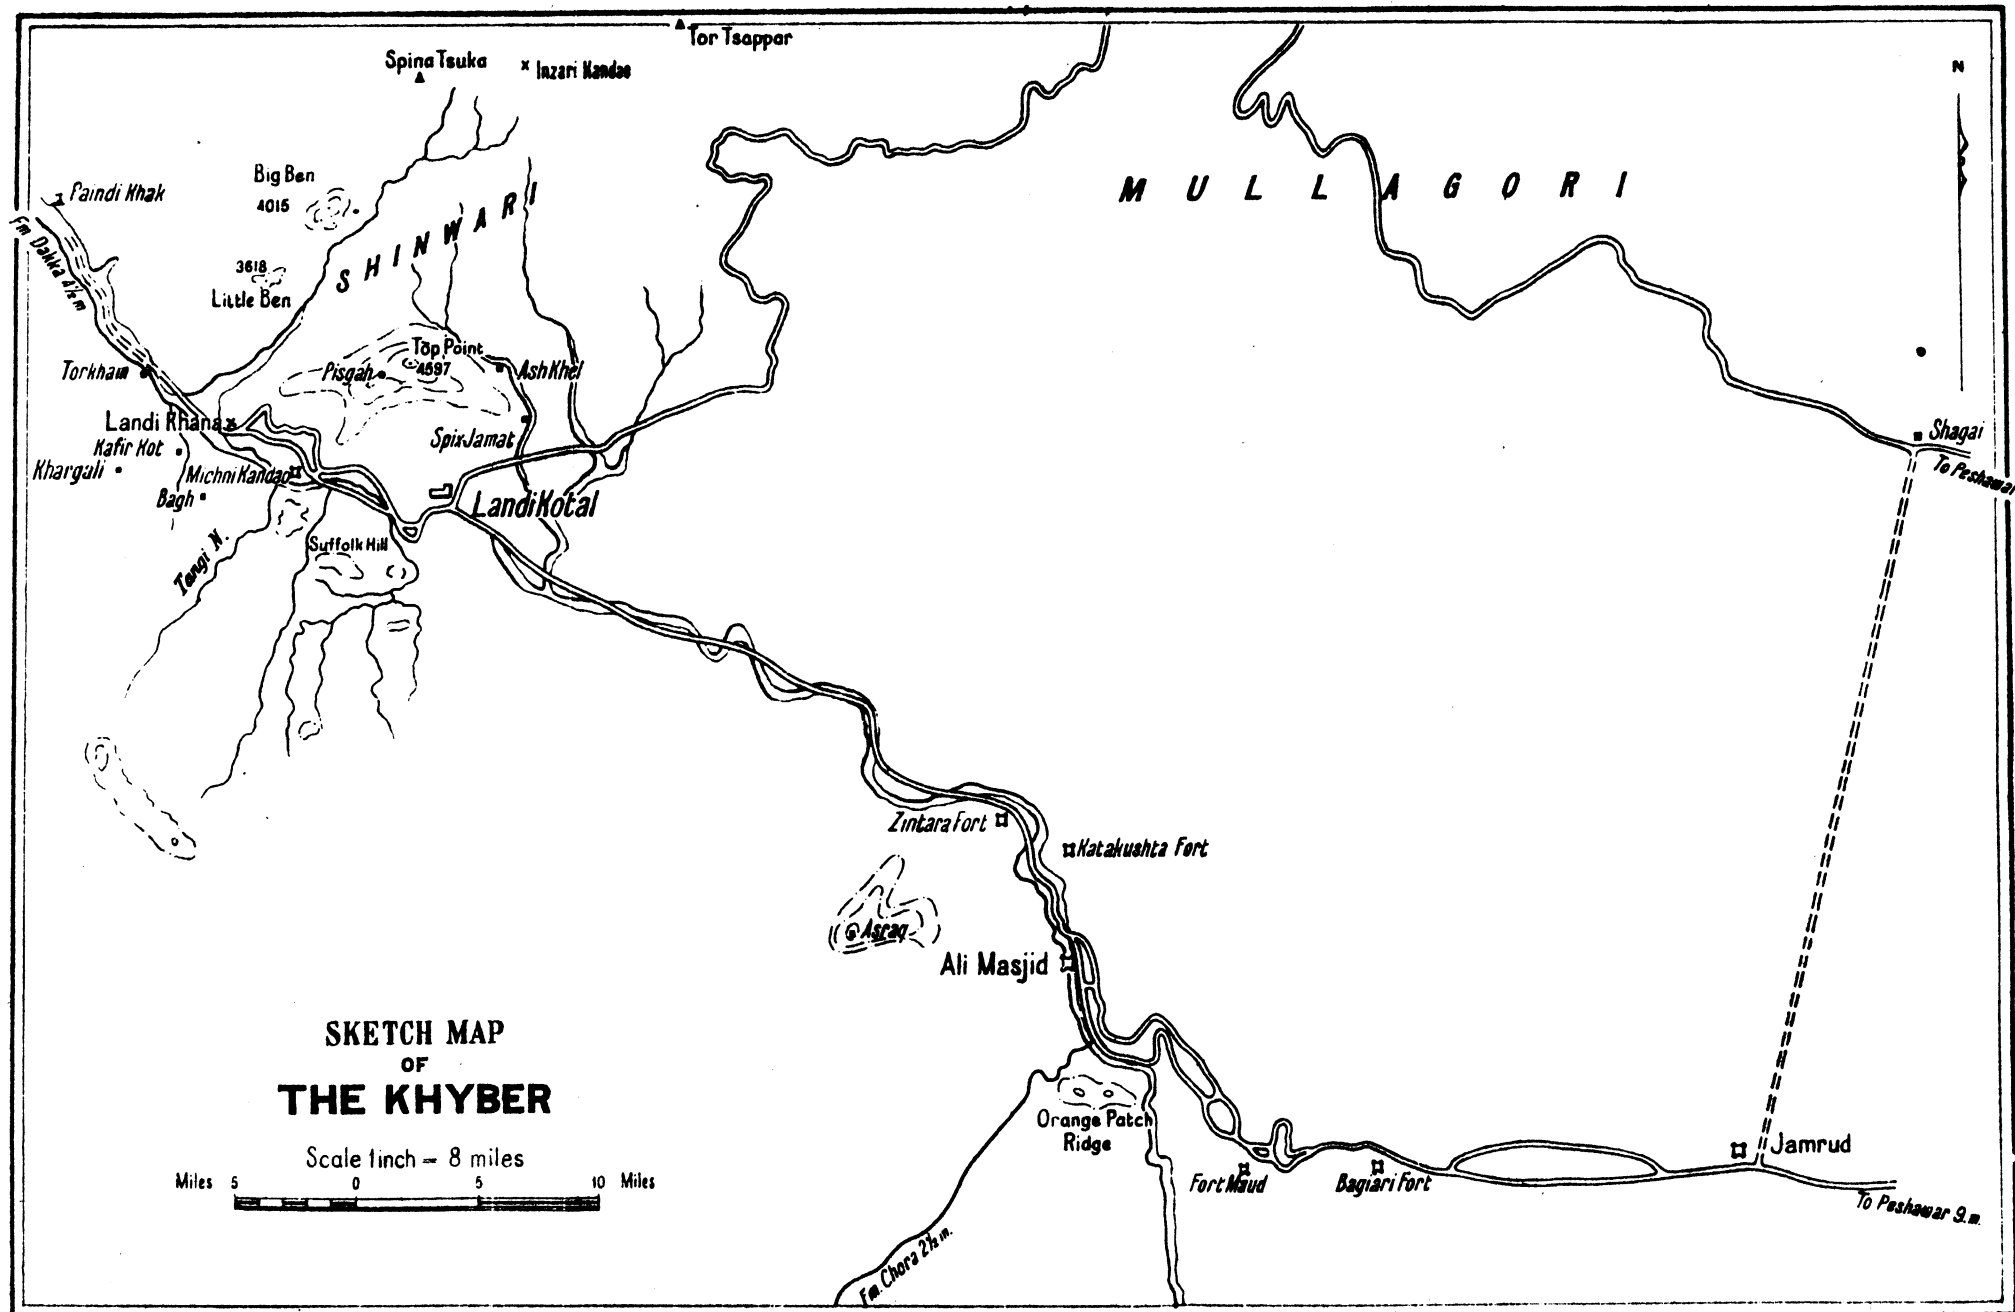 Tor Tsappar
Spina Tsuka
Inzari Kandao
N
Big Ben
4015
Paindi Khak
MULLAGORI
SHINWARI
Fm Dakka 4½ m
3618
Little Ben
Top Point
4597
Torkham
Pisgah
Ash Khel
Landi Khana
Kafir Kot
Spix Jamat
Shagai
Khargali
Michni Kandao
To Peshawar
Bagh
Landi Kotal
Suffolk Hill
Tangi N.
Zintara Fort
Katakushta Fort
Asraq
Ali Masjid
SKETCH MAP
OF
THE KHYBER
Orange Patch
Ridge
Jamrud
Scale 1 inch = 8 miles
Miles 5 0 5 10 Miles
Fort Maud
Bagiari Fort
To Peshawar 9.m.
Fm. Chora 2½ m.